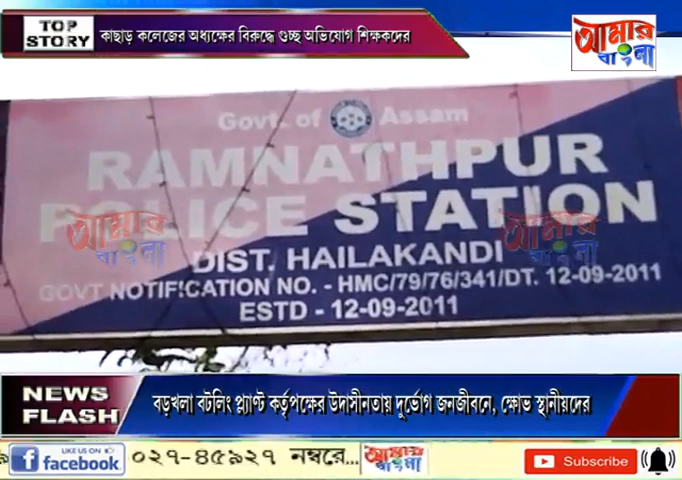 TOP STORY
কাছাড় কলেজের অধ্যক্ষের বিরুদ্ধে গুচ্ছ অভিযোগ শিক্ষকদের
আমার বাংলা
Govt. of Assam
RAMNATHPUR
POLICE STATION
আমার বাংলা
আমার বাংলা
DIST. HAILAKANDI
GOVT NOTIFICATION NO. - HMC/79/76/341/DT. 12-09-2011
ESTD - 12-09-2011
NEWS FLASH
বড়খলা বটলিং প্ল্যাণ্ট কর্তৃপক্ষের উদাসীনতায় দুর্ভোগ জনজীবনে, ক্ষোভ স্থানীয়দের
LIKE US ON
facebook
০২৭-৪৫৯২৭ নম্বরে...
আমার বাংলা
Subscribe